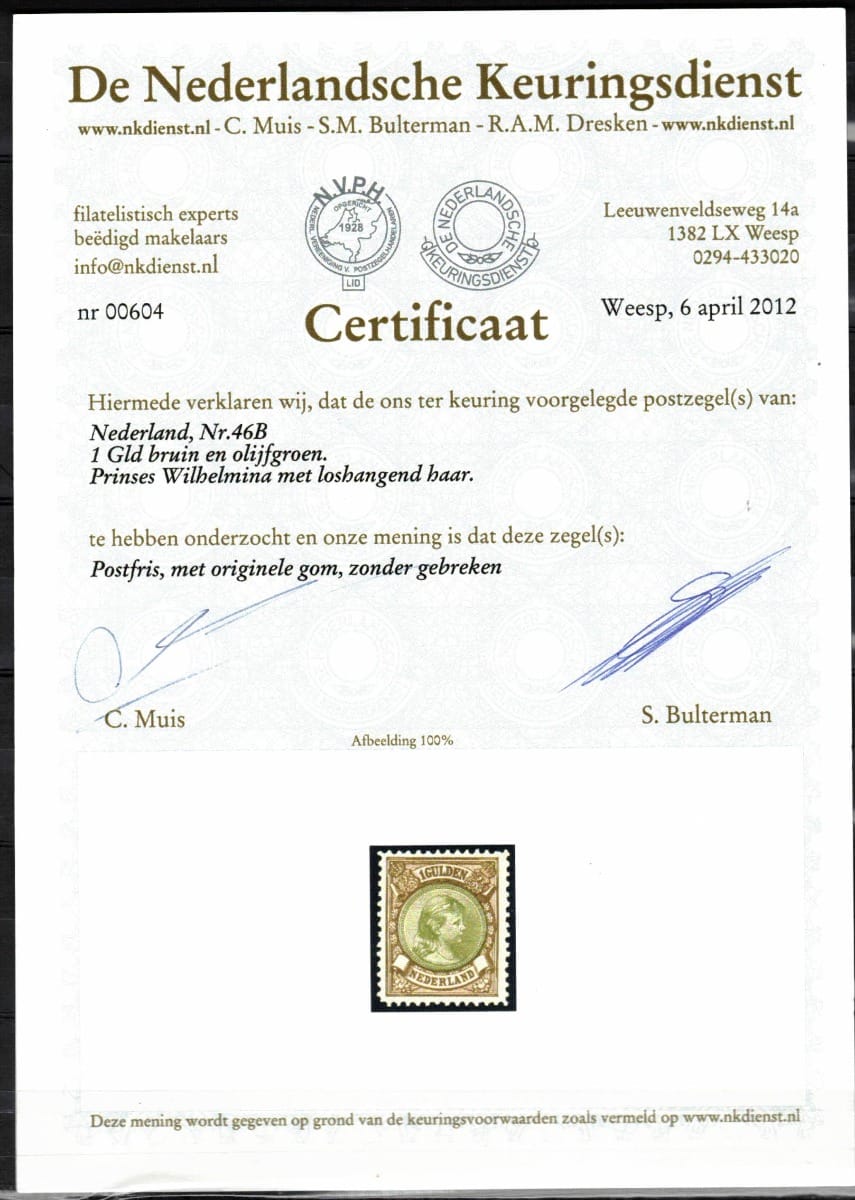 De Nederlandsche Keuringsdienst
www.nkdienst.nl - C. Muis - S.M. Bulterman - R.A.M. Dresken - www.nkdienst.nl
filatelistisch experts
beëdigd makelaars
info@nkdienst.nl
N.V.P.H.
OPGERICHT
1928
NEDERL. VEREENIGING V. POSTZEGELHANDELAREN
LID
DE NEDERLANDSCHE
KEURINGSDIENST
Leeuwenveldseweg 14a
1382 LX Weesp
0294-433020
nr 00604
Certificaat
Weesp, 6 april 2012
Hiermede verklaren wij, dat de ons ter keuring voorgelegde postzegel(s) van:
Nederland, Nr.46B
1 Gld bruin en olijfgroen.
Prinses Wilhelmina met loshangend haar.
te hebben onderzocht en onze mening is dat deze zegel(s):
Postfris, met originele gom, zonder gebreken
C. Muis
S. Bulterman
Afbeelding 100%
1 GULDEN
NEDERLAND
Deze mening wordt gegeven op grond van de keuringsvoorwaarden zoals vermeld op www.nkdienst.nl